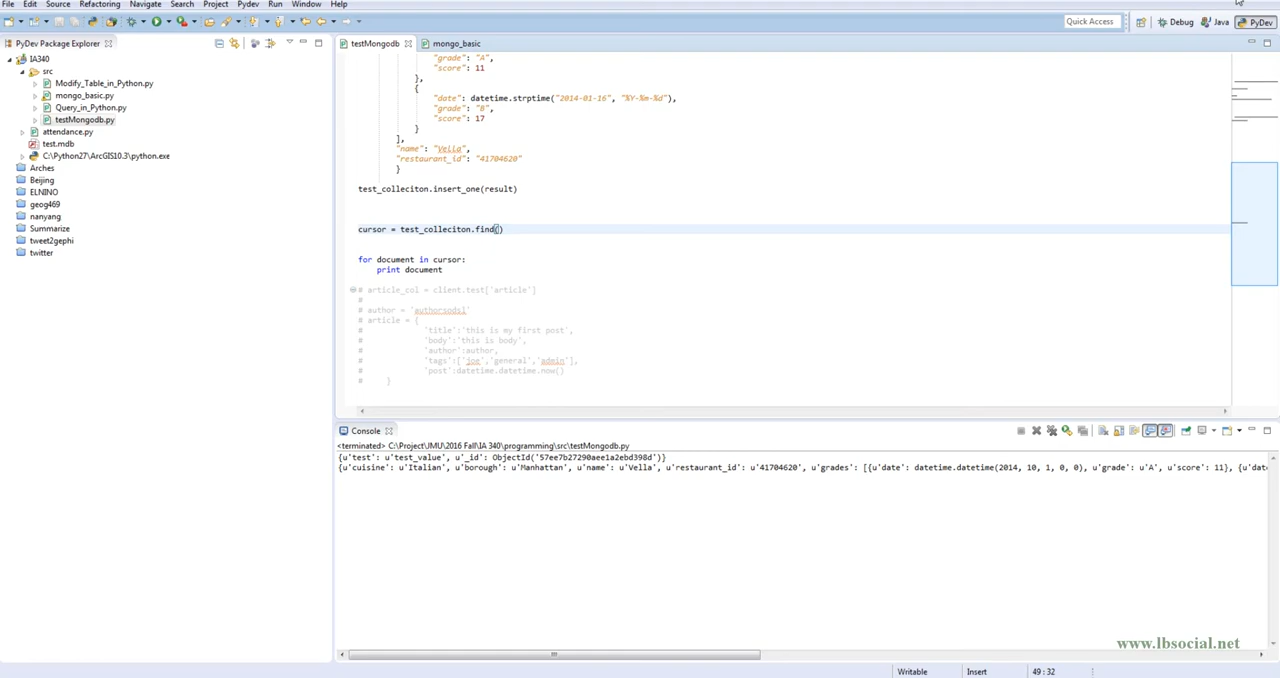 File Edit Source Refactoring Navigate Search Project Pydev Run Window Help
Quick Access
Debug
Java
PyDev
PyDev Package Explorer
IA340
src
Modify_Table_in_Python.py
mongo_basic.py
Query_in_Python.py
testMongodb.py
attendance.py
test.mdb
C:\Python27\ArcGIS10.3\python.exe
Arches
Beijing
ELNINO
geog469
nanyang
Summarize
tweet2gephi
twitter
testMongodb
mongo_basic
"grade": "A",
"score": 11
},
{
"date": datetime.strptime("2014-01-16", "%Y-%m-%d"),
"grade": "B",
"score": 17
}
],
"name": "Vella",
"restaurant_id": "41704620"
}
test_colleciton.insert_one(result)
cursor = test_colleciton.find()
for document in cursor:
print document
# article_col = client.test['article']
#
# author = 'authorsodsl'
# article = {
# 'title':'this is my first post',
# 'body':'this is body',
# 'author':author,
# 'tags':['joe','general','admin'],
# 'post':datetime.datetime.now()
# }
Console
<terminated> C:\Project\JMU\2016 Fall\IA 340\programming\src\testMongodb.py
{u'test': u'test_value', u'_id': ObjectId('57ee7b27290aee1a2ebd398d')}
{u'cuisine': u'Italian', u'borough': u'Manhattan', u'name': u'Vella', u'restaurant_id': u'41704620', u'grades': [{u'date': datetime.datetime(2014, 10, 1, 0, 0), u'grade': u'A', u'score': 11}, {u'date
www.lbsocial.net
Writable
Insert
49 : 32